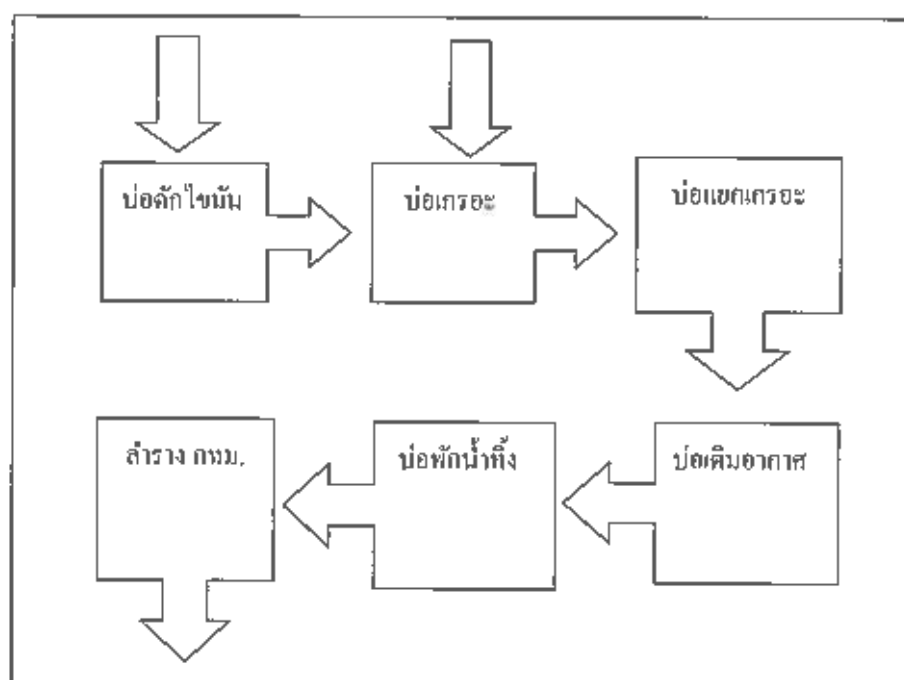 บ่อดักไขมัน
บ่อเกรอะ
บ่อแยกเกรอะ
บ่อเติมอากาศ
บ่อพักน้ำทิ้ง
ลำราง กทม.